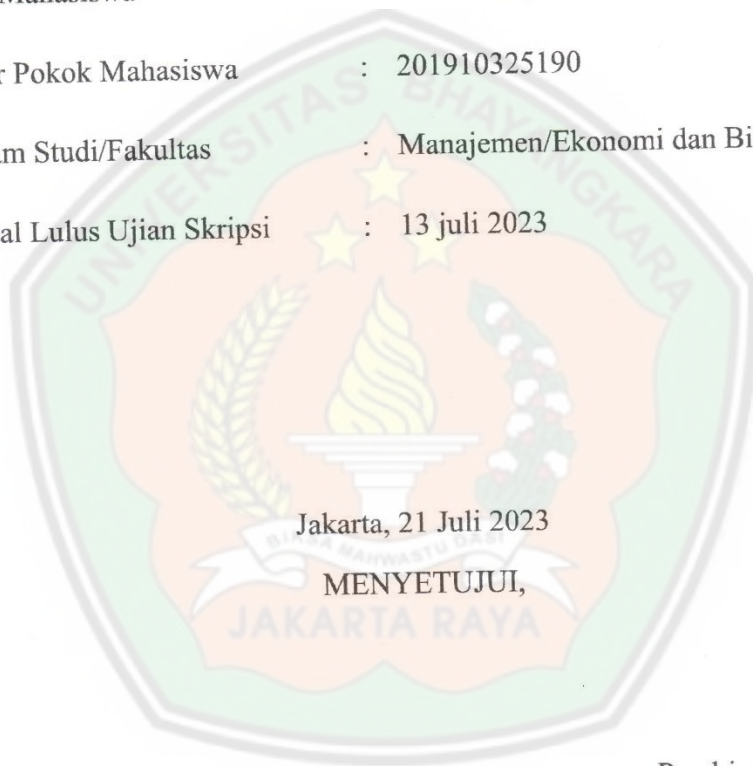 r Pokok Mahasiswa : 201910325190
am Studi/Fakultas : Manajemen/Ekonomi dan Bi
al Lulus Ujian Skripsi : 13 juli 2023
UNIVERSITAS BHAYANGKARA
Jakarta, 21 Juli 2023
MENYETUJUI,
JAKARTA RAYA